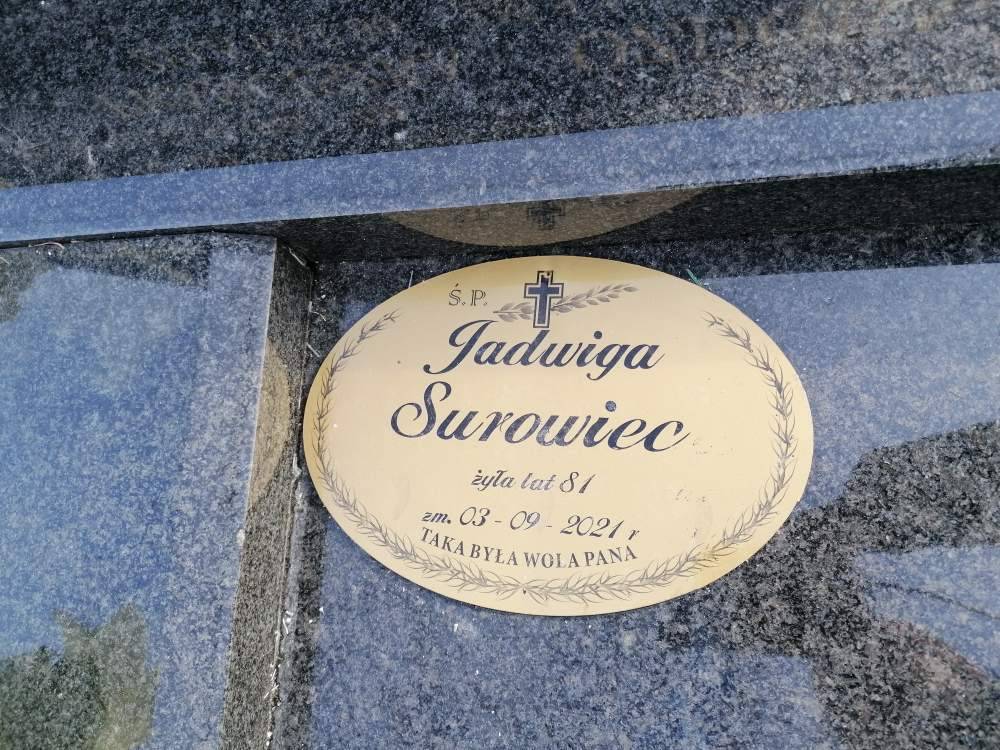 Ś.P.
Jadwiga
Surowiec
żyła lat 81
zm. 03-09-2021 r
TAKA BYŁA WOLA PANA